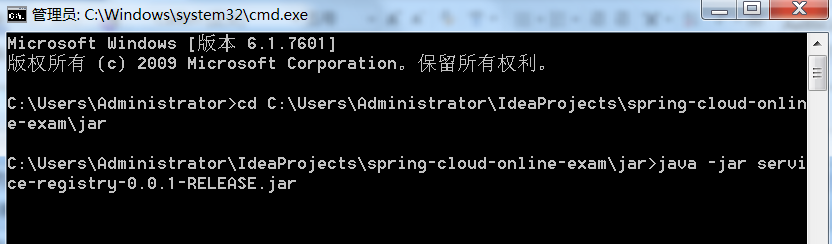 管理员: C:\Windows\system32\cmd.exe
Microsoft Windows [版本 6.1.7601]
版权所有 (c) 2009 Microsoft Corporation。保留所有权利。
C:\Users\Administrator>cd C:\Users\Administrator\IdeaProjects\spring-cloud-onlin
e-exam\jar
C:\Users\Administrator\IdeaProjects\spring-cloud-online-exam\jar>java -jar servi
ce-registry-0.0.1-RELEASE.jar